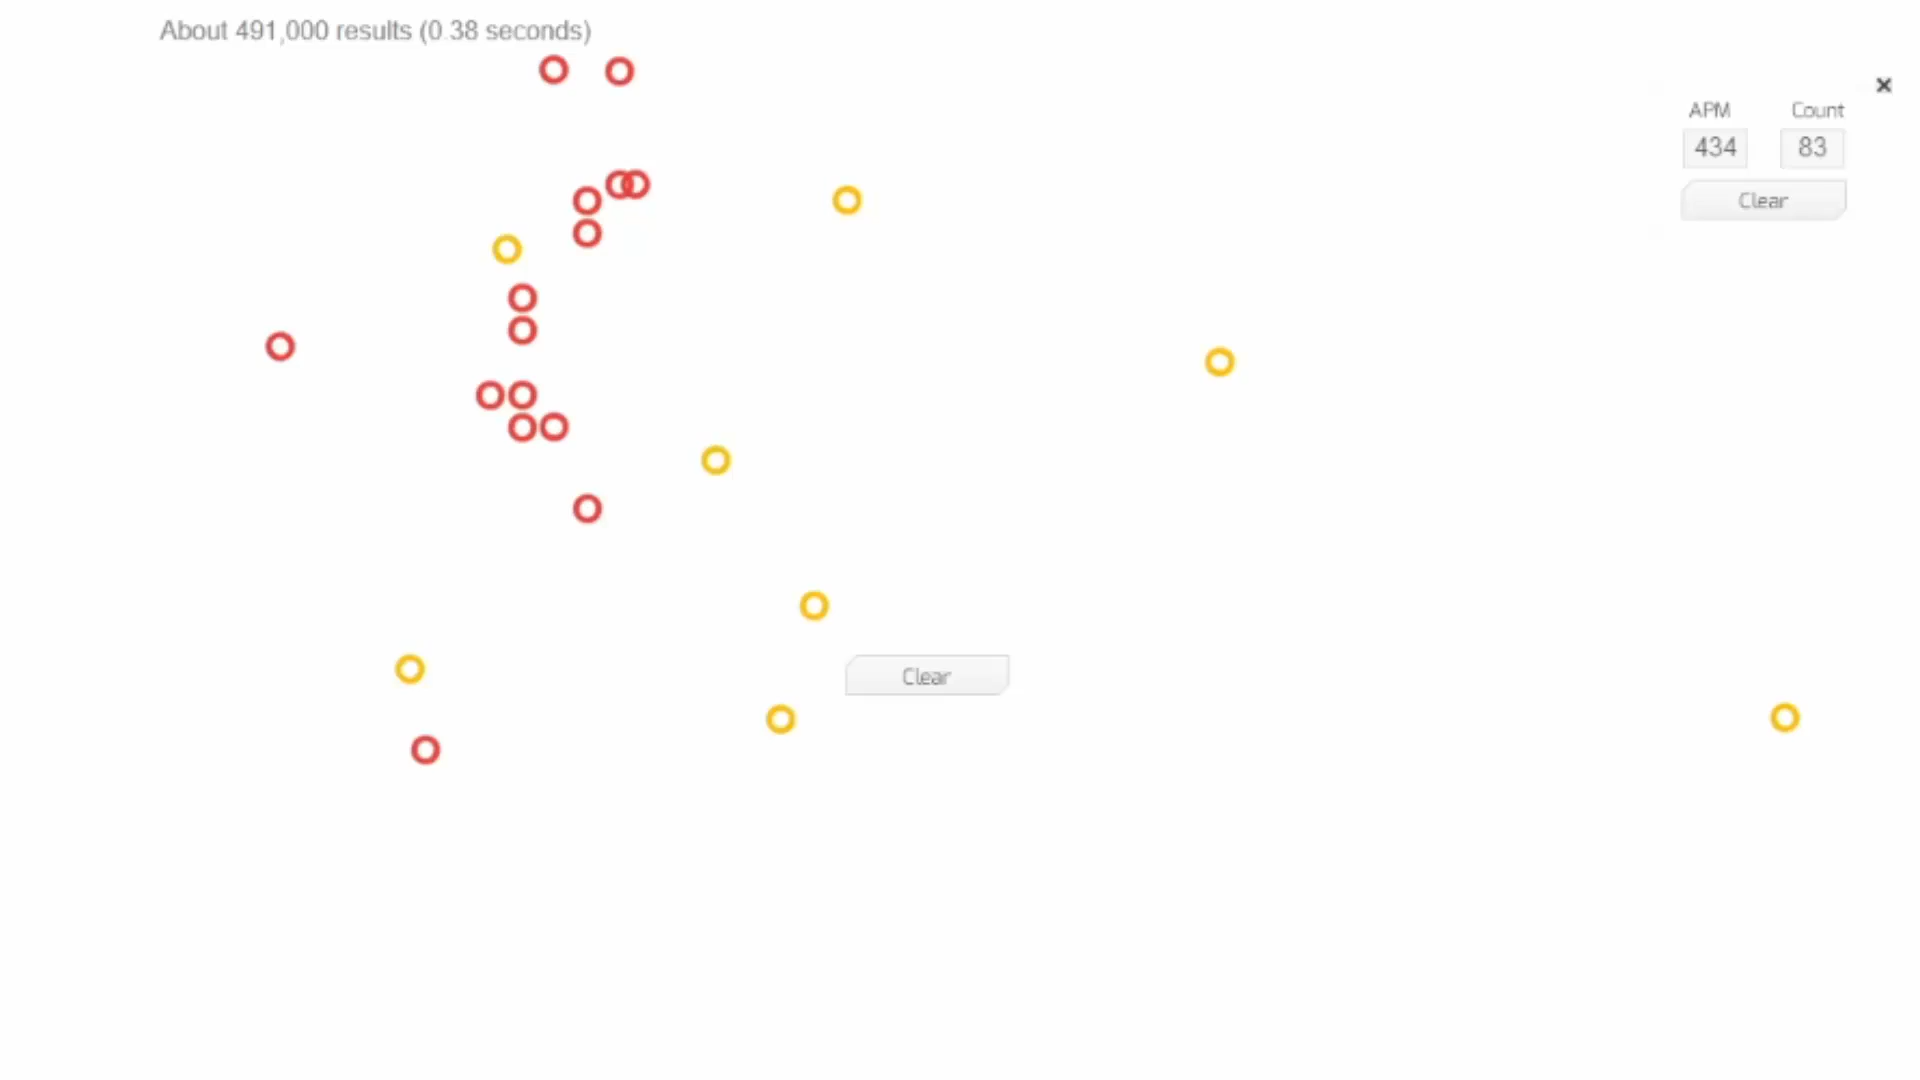 About 491,000 results (0.38 seconds)
APM Count
434 83
Clear
Clear